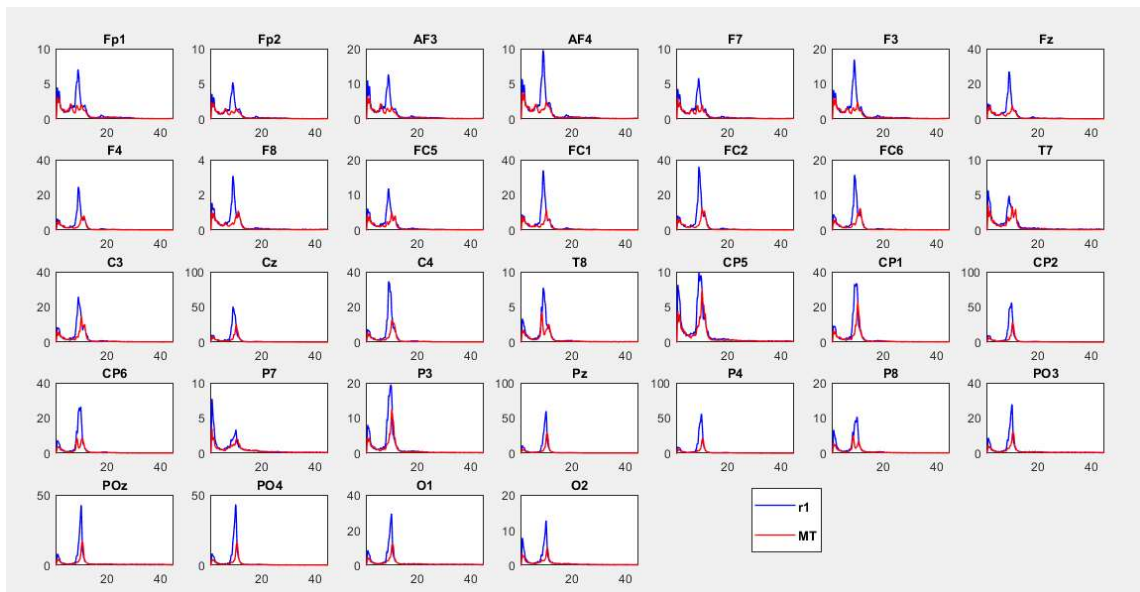 Fp1 Fp2 AF3 AF4 F7 F3 Fz
10 10 20 10 10 20 40
5 5 10 5 5 10 20
0 0 0 0 0 0 0
20 40 20 40 20 40 20 40 20 40 20 40 20 40
F4 F8 FC5 FC1 FC2 FC6 T7
40 4 20 40 40 20 10
20 2 10 20 20 10 5
0 0 0 0 0 0 0
20 40 20 40 20 40 20 40 20 40 20 40 20 40
C3 Cz C4 T8 CP5 CP1 CP2
40 100 40 10 10 40 100
20 50 20 5 5 20 50
0 0 0 0 0 0 0
20 40 20 40 20 40 20 40 20 40 20 40 20 40
CP6 P7 P3 Pz P4 P8 PO3
40 10 20 100 100 20 40
20 5 10 50 50 10 20
0 0 0 0 0 0 0
20 40 20 40 20 40 20 40 20 40 20 40 20 40
POz PO4 O1 O2
50 50 40 20
20 10
0 0 0 0
20 40 20 40 20 40 20 40
r1
MT